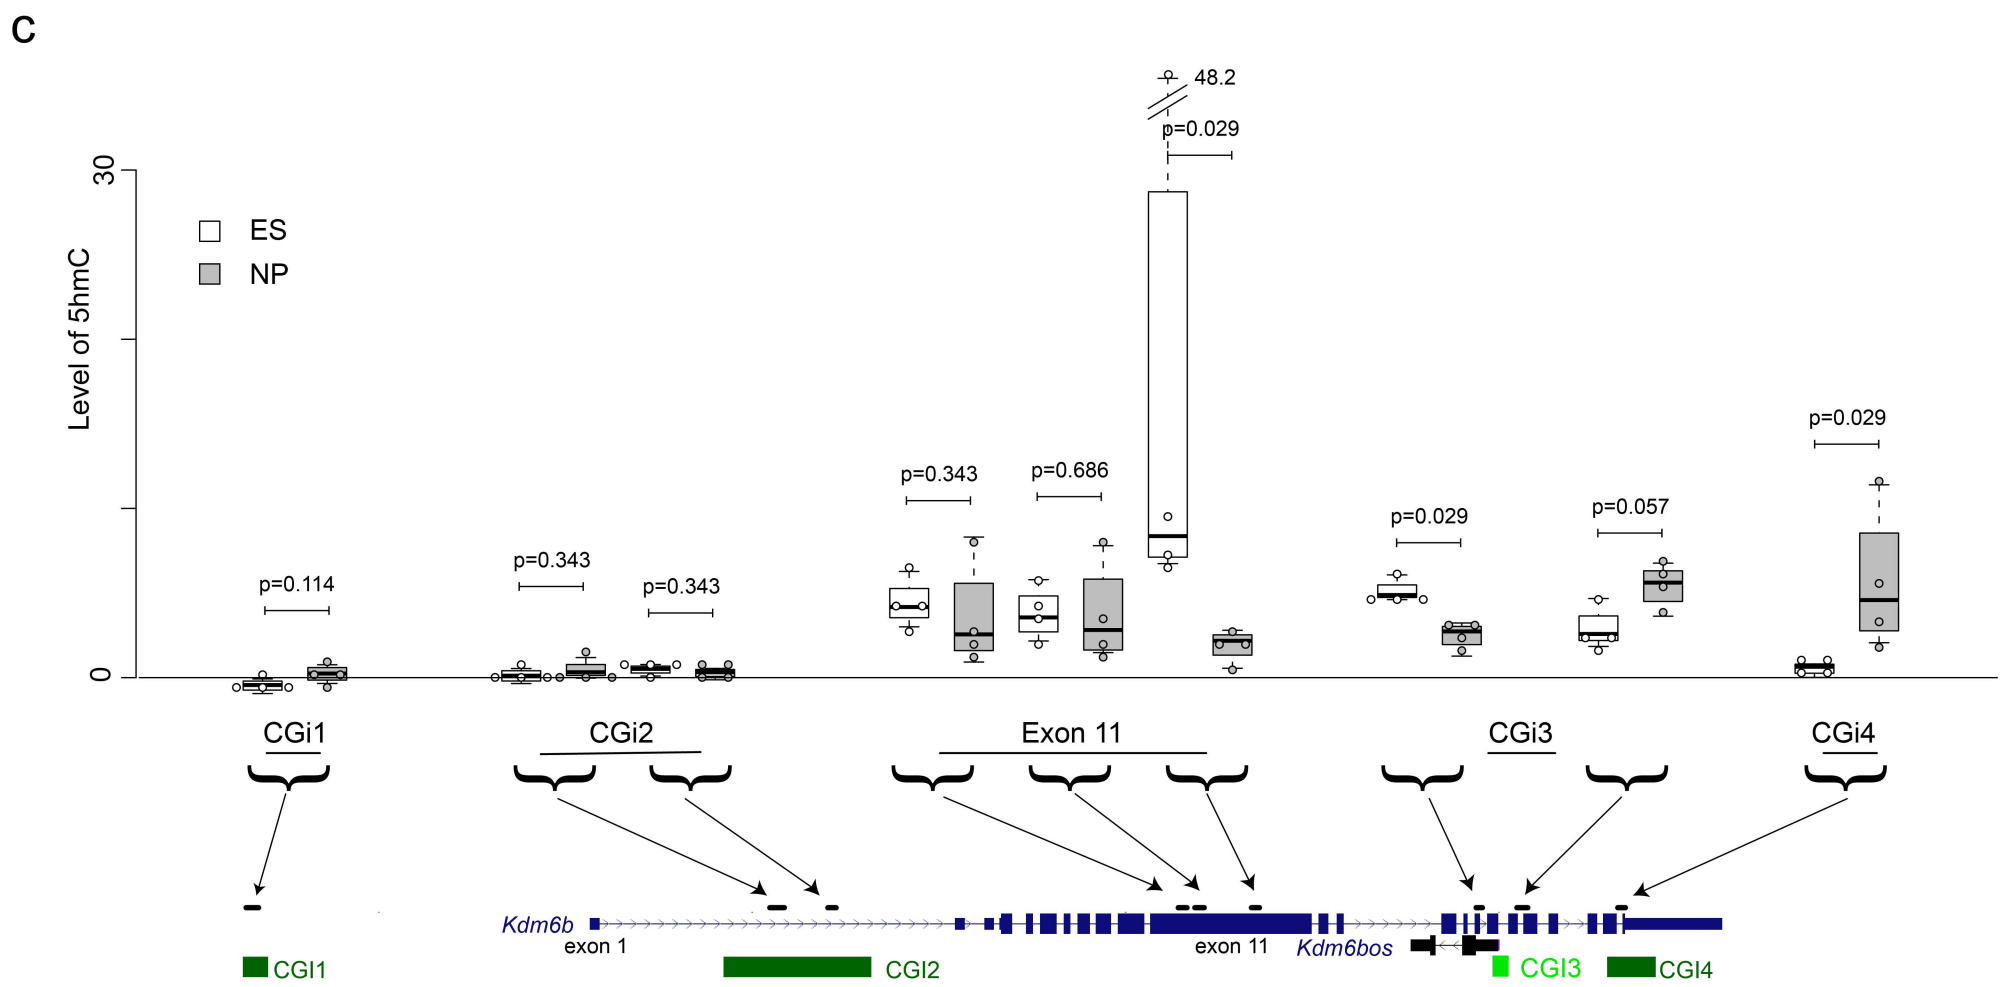 C
48.2
p=0.029
30
ES
NP
Level of 5hmC
p=0.029
p=0.343
p=0.686
p=0.029
p=0.057
p=0.343
p=0.343
p=0.114
0
CGi1
CGi2
Exon 11
CGi3
CGi4
Kdm6b
exon 1
exon 11
Kdm6bos
CGI1
CGI2
CGI3
CGI4